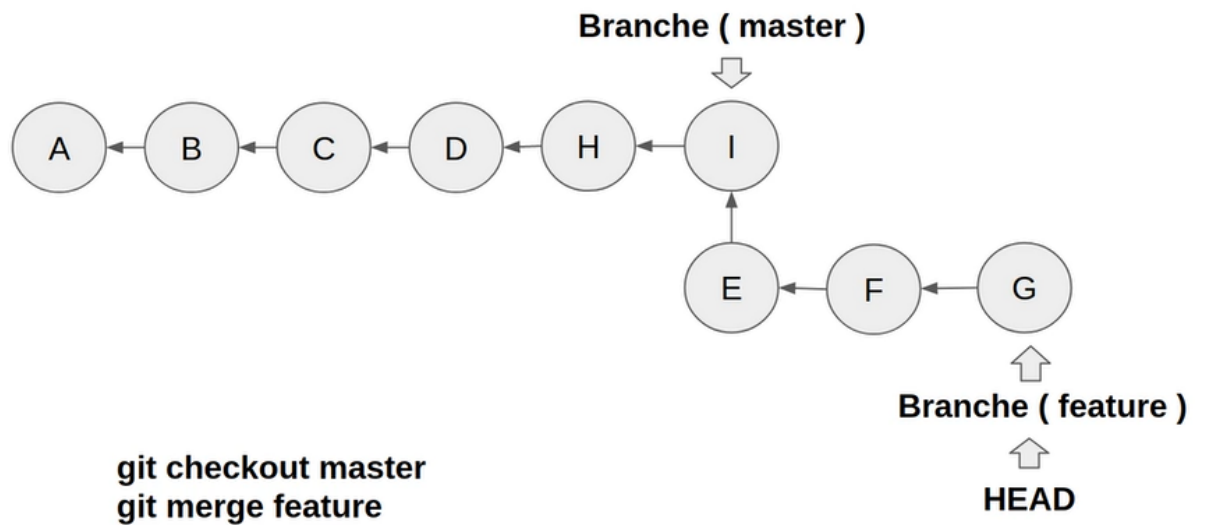 Branche ( master )
A B C D H I
E F G
Branche ( feature )
HEAD
git checkout master
git merge feature